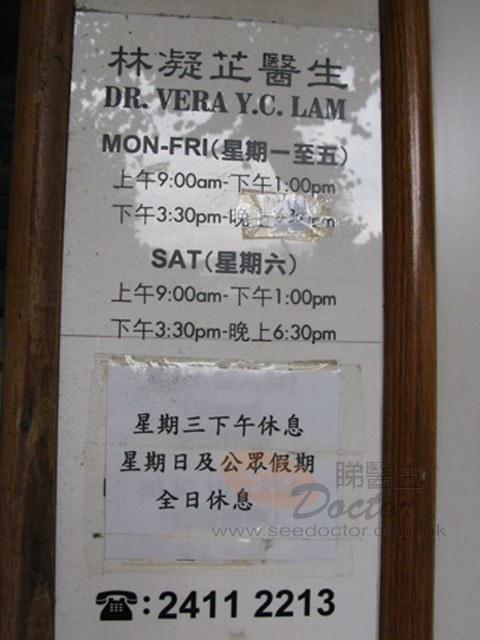 林凝芷醫生
DR. VERA Y.C. LAM
MON-FRI(星期一至五)
上午9:00am-下午1:00pm
下午3:30pm-晚上
SAT(星期六)
上午9:00am-下午1:00pm
下午3:30pm-晚上6:30pm
星期三下午休息
星期日及公眾假期
全日休息
睇醫生
Doctor
www.seedoctor.com.hk
☎:2411 2213